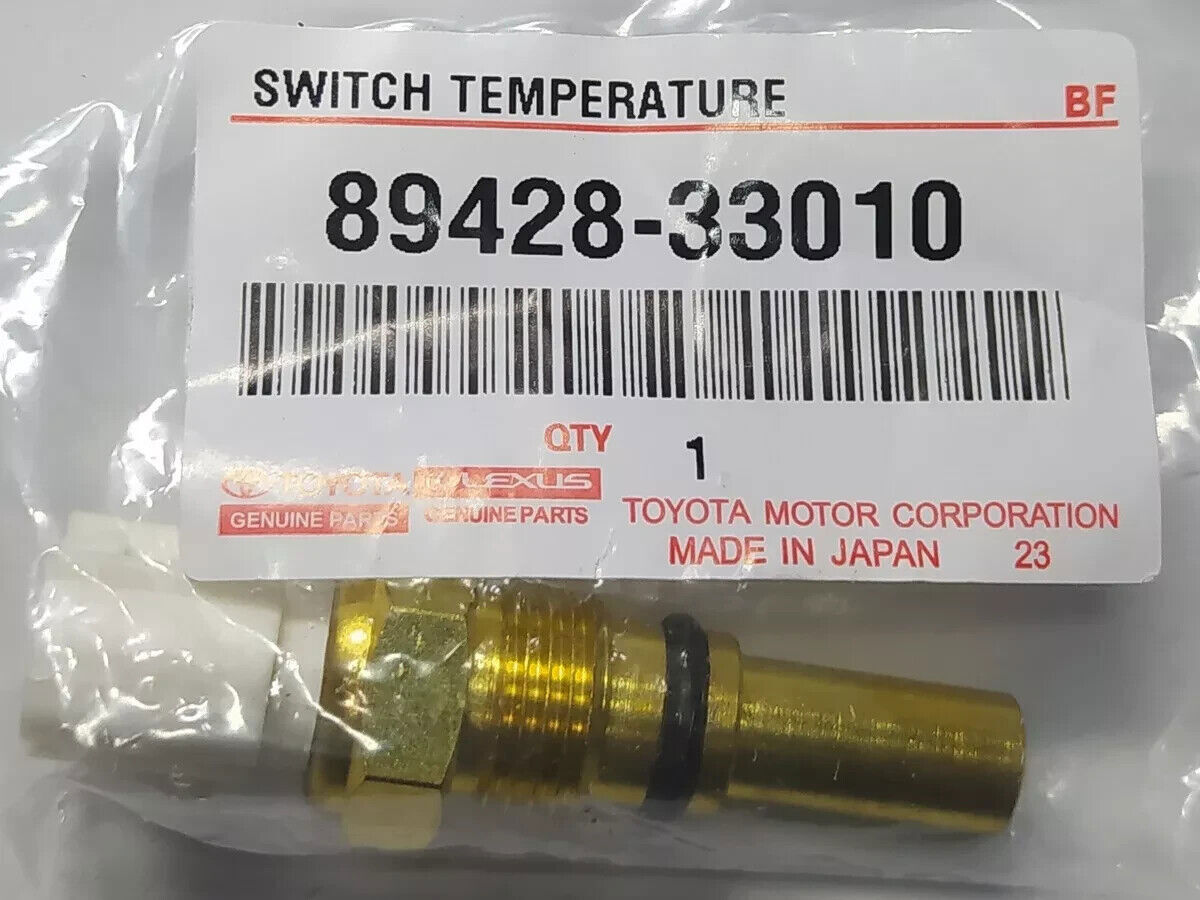 SWITCH TEMPERATURE BF
89428-33010
QTY 1
TOYOTA LEXUS
GENUINE PARTS GENUINE PARTS TOYOTA MOTOR CORPORATION
MADE IN JAPAN 23